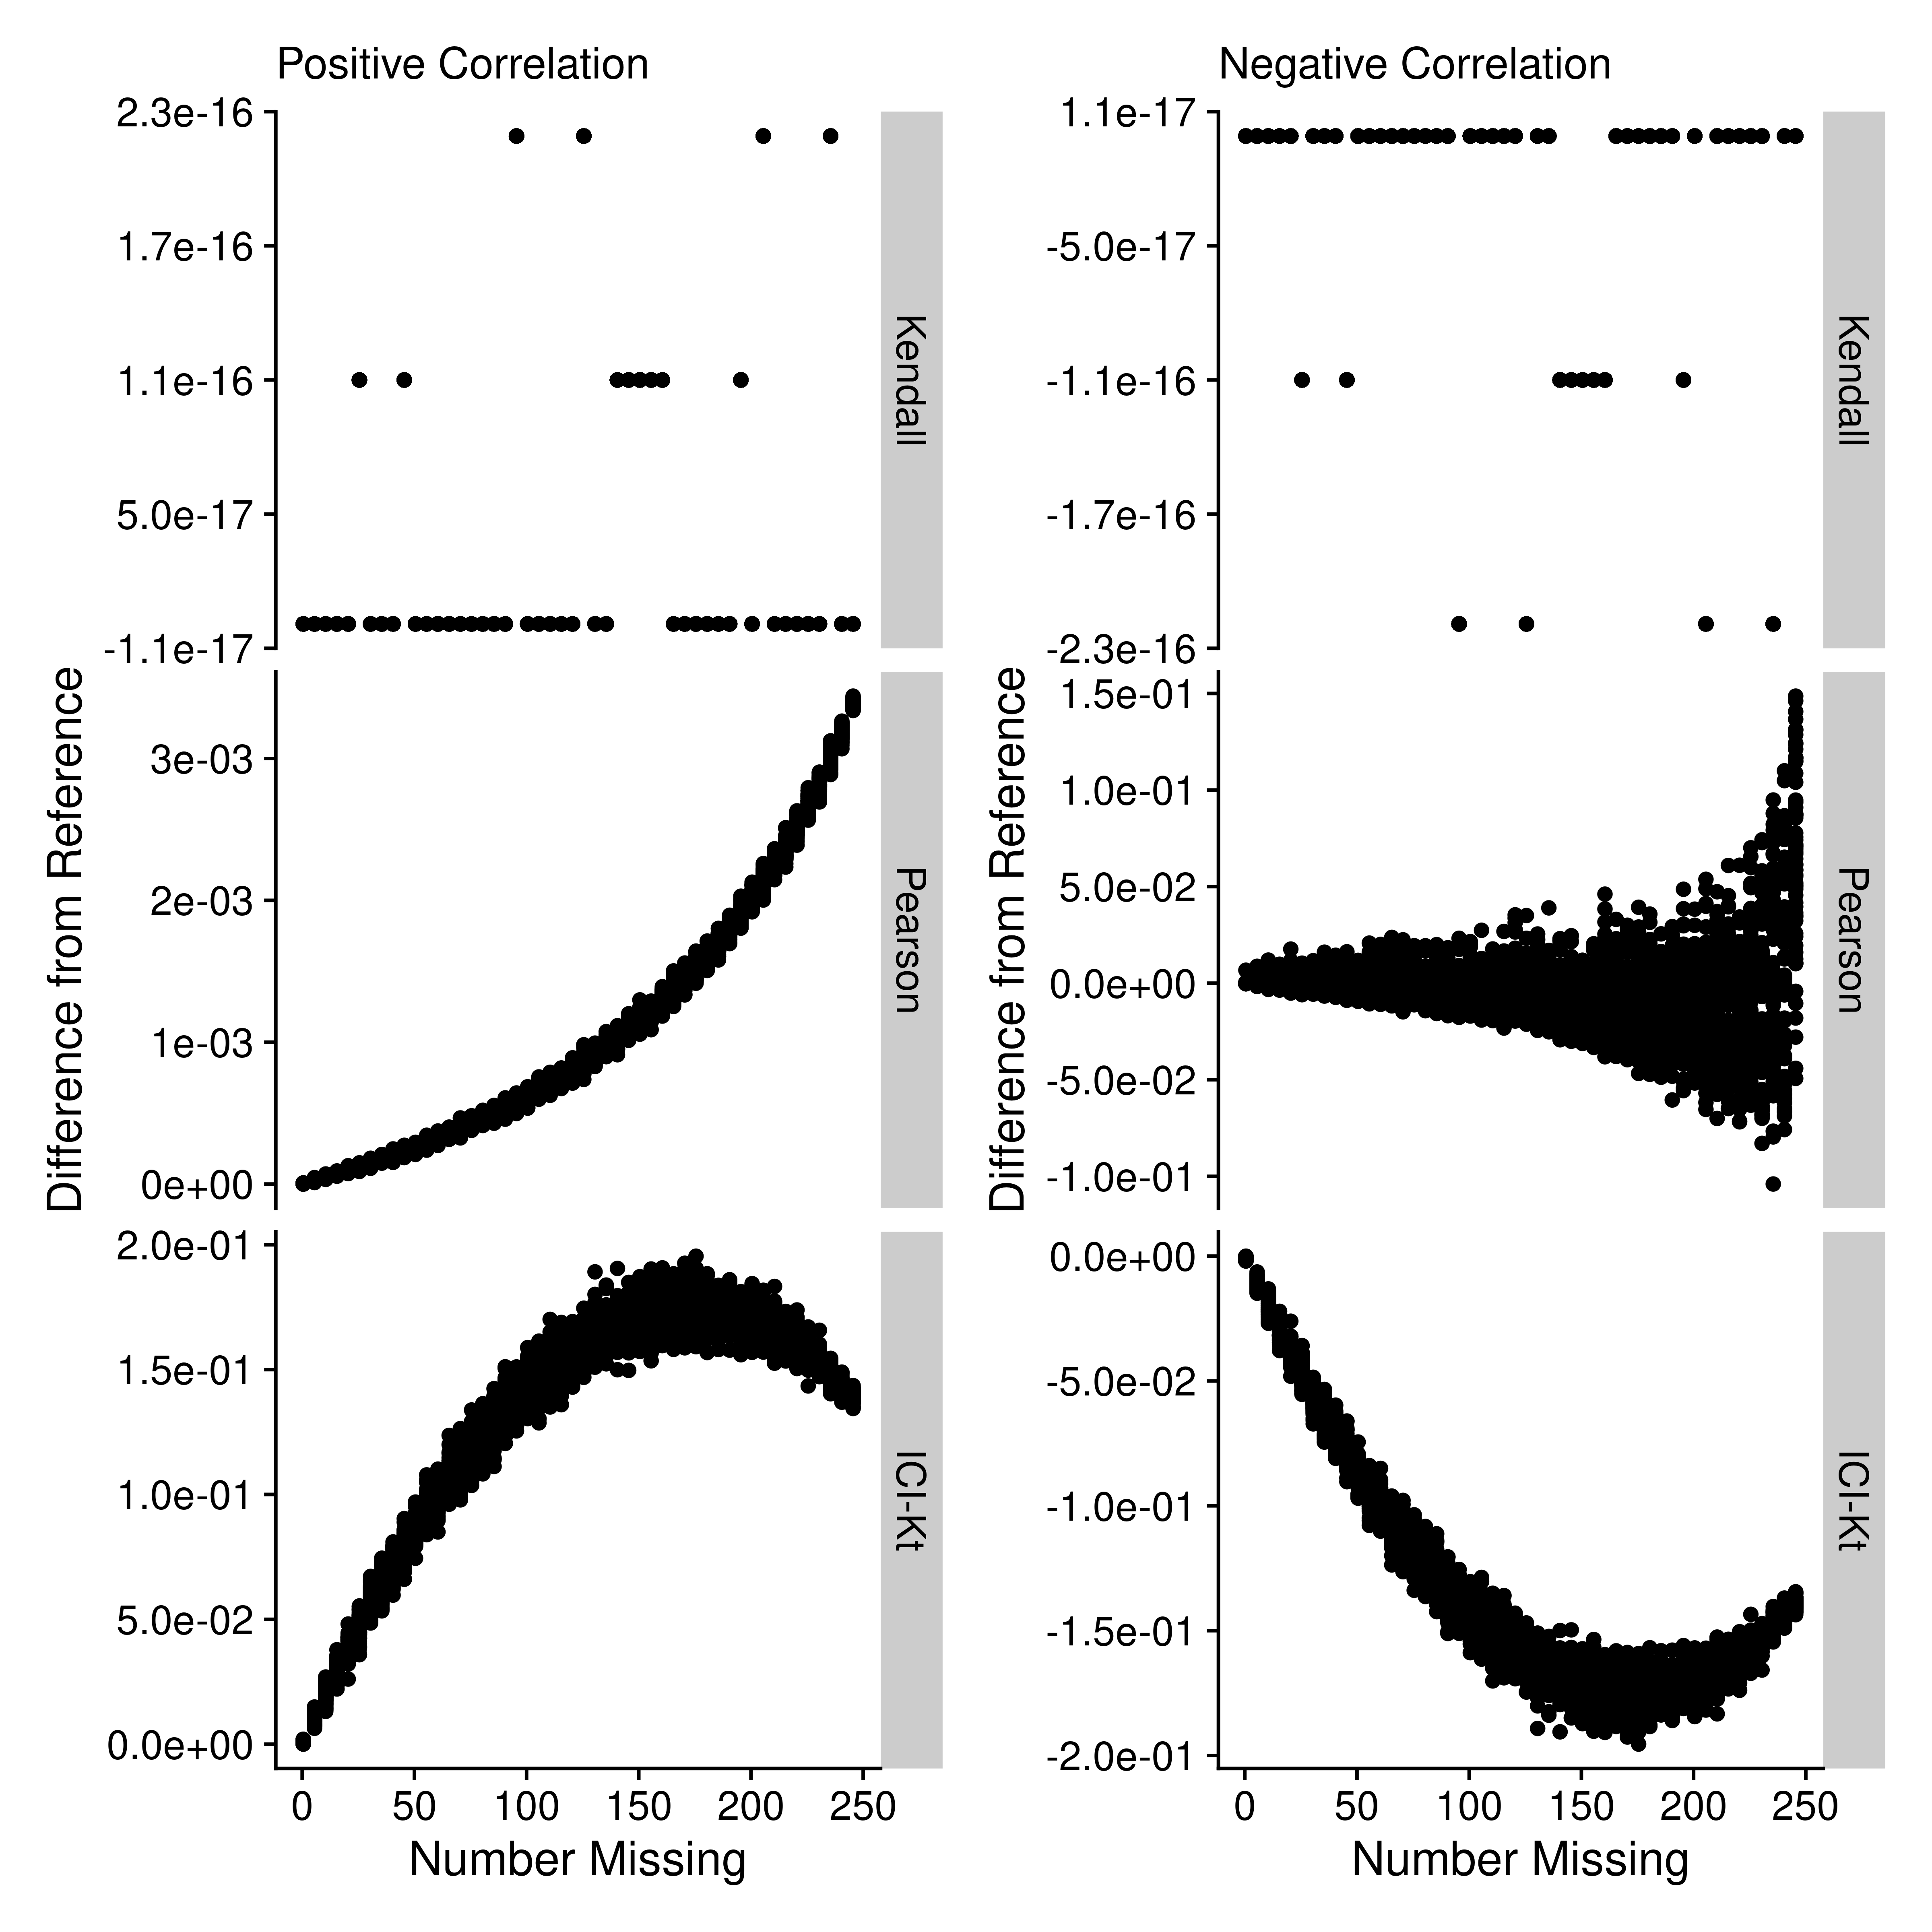 Positive Correlation
2.3e-16
1.7e-16
1.1e-16
5.0e-17
-1.1e-17
Kendall
3e-03
2e-03
1e-03
0e+00
Pearson
2.0e-01
1.5e-01
1.0e-01
5.0e-02
0.0e+00
ICI-Kt
Difference from Reference
0 50 100 150 200 250
Number Missing
Negative Correlation
1.1e-17
-5.0e-17
-1.1e-16
-1.7e-16
-2.3e-16
Kendall
1.5e-01
1.0e-01
5.0e-02
0.0e+00
-5.0e-02
-1.0e-01
Pearson
0.0e+00
-5.0e-02
-1.0e-01
-1.5e-01
-2.0e-01
ICI-Kt
Difference from Reference
0 50 100 150 200 250
Number Missing